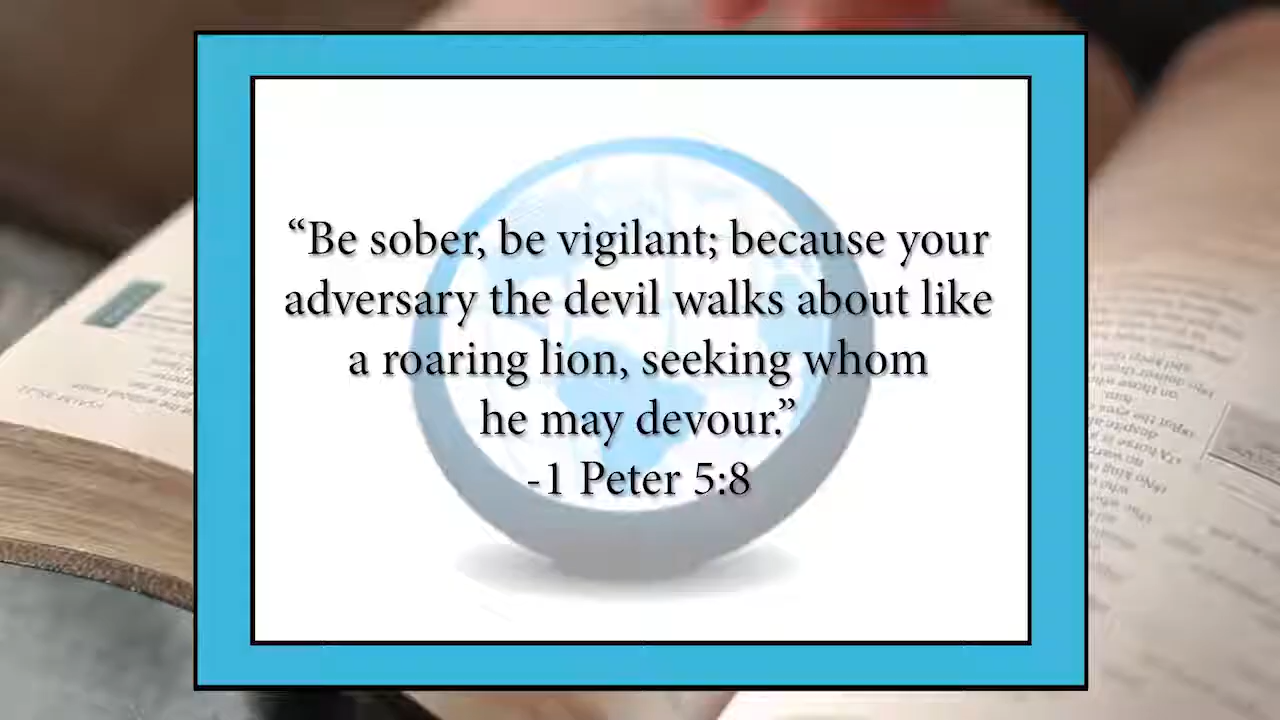 “Be sober, be vigilant; because your
adversary the devil walks about like
a roaring lion, seeking whom
he may devour.”
-1 Peter 5:8